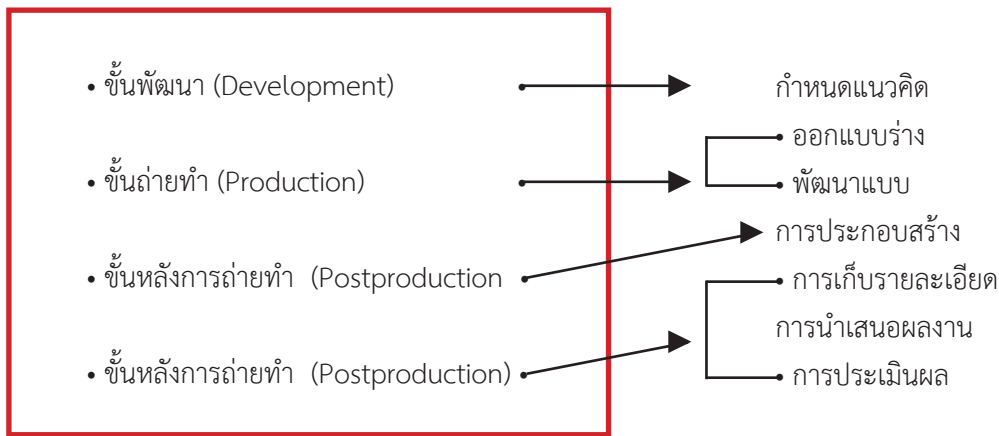 • ขั้นพัฒนา (Development)
กำหนดแนวคิด
ออกแบบร่าง
• ขั้นถ่ายทำ (Production)
พัฒนาแบบ
การประกอบสร้าง
• ขั้นหลังการถ่ายทำ (Postproduction
การเก็บรายละเอียด
การนำเสนอผลงาน
• ขั้นหลังการถ่ายทำ (Postproduction)
การประเมินผล